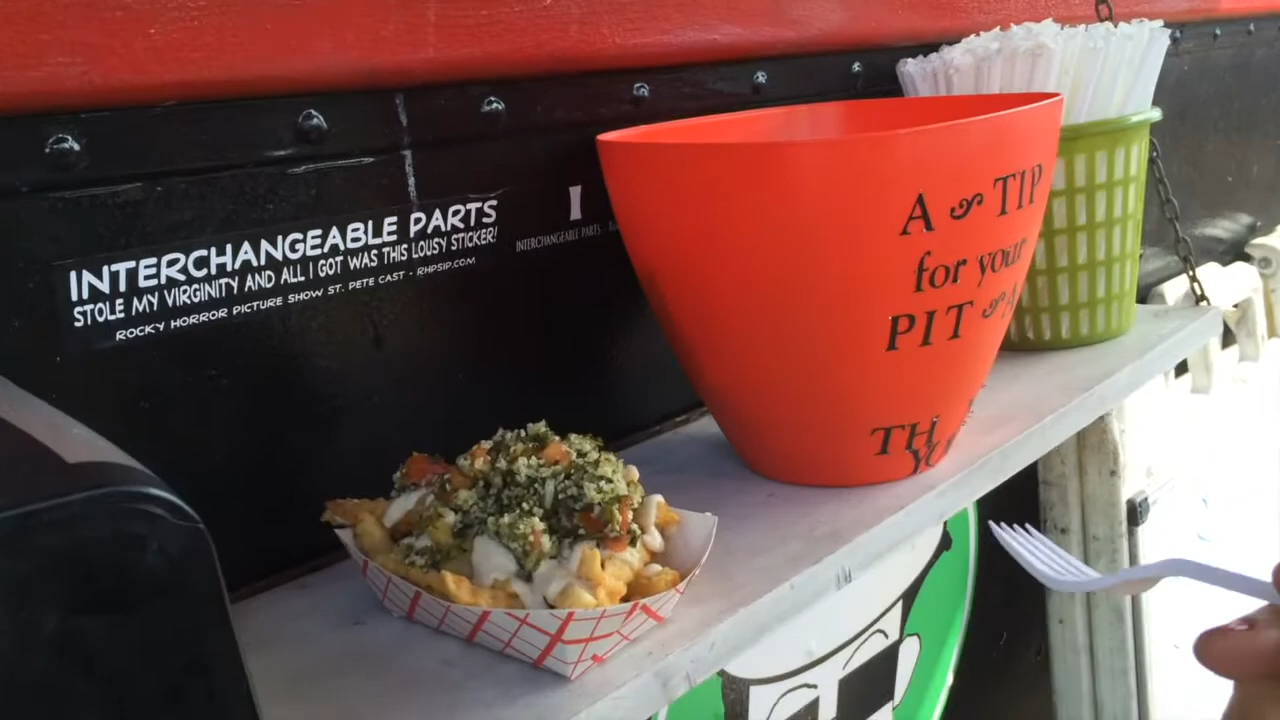 INTERCHANGEABLE PARTS
STOLE MY VIRGINITY AND ALL I GOT WAS THIS LOUSY STICKER!
ROCKY HORROR PICTURE SHOW ST. PETE CAST - RHPSIP.COM
I
INTERCHANGEABLE PARTS
A TIP
for your
PIT